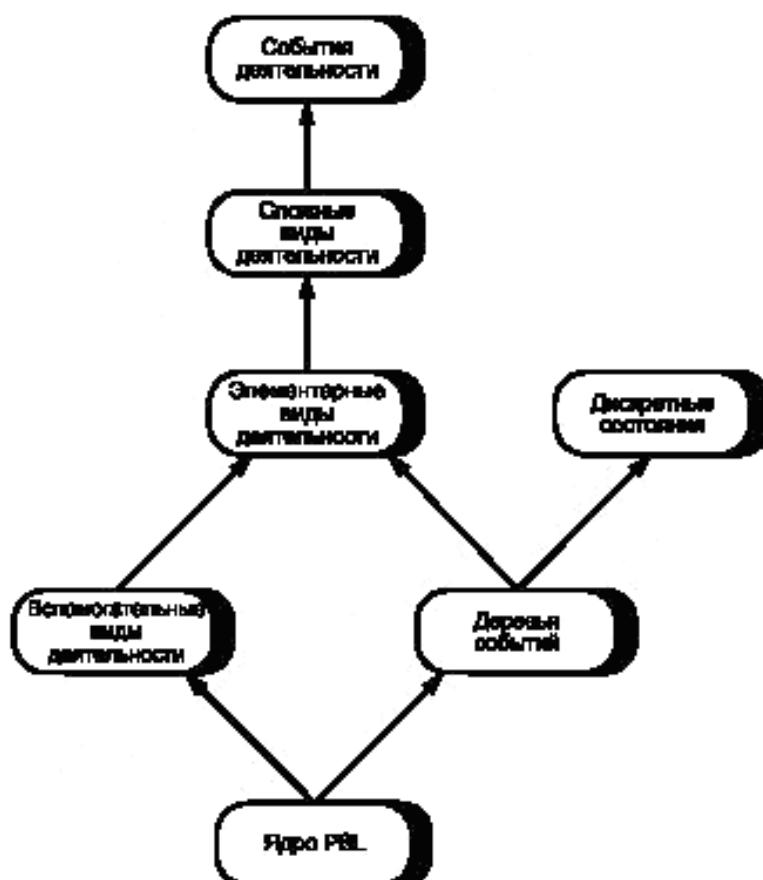 События
деятельности
Сложные
виды
деятельности
Элементарные
виды
деятельности
Дискретные
состояния
Вспомогательные
виды
деятельности
Деревья
событий
Ядро PSL